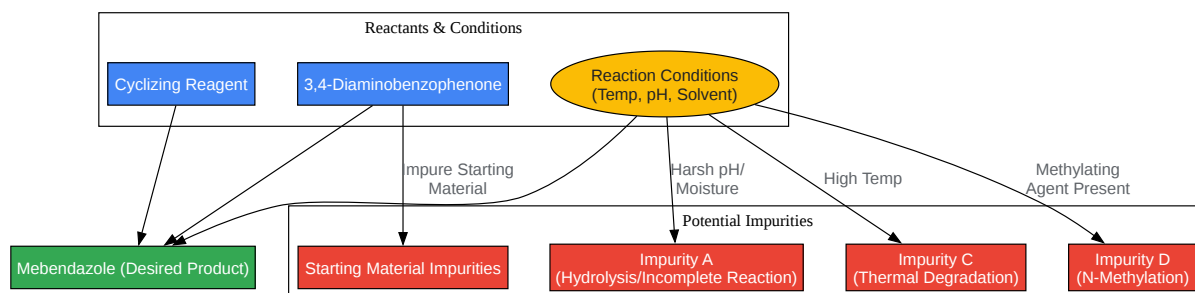 Reactants & Conditions
Cyclizing Reagent
3,4-Diaminobenzophenone
Reaction Conditions
(Temp, pH, Solvent)
Impure Starting
Material
Harsh pH/
Moisture
High Temp
Methylating
Agent Present
Potential Impurities
Mebendazole (Desired Product)
Starting Material Impurities
Impurity A
(Hydrolysis/Incomplete Reaction)
Impurity C
(Thermal Degradation)
Impurity D
(N-Methylation)